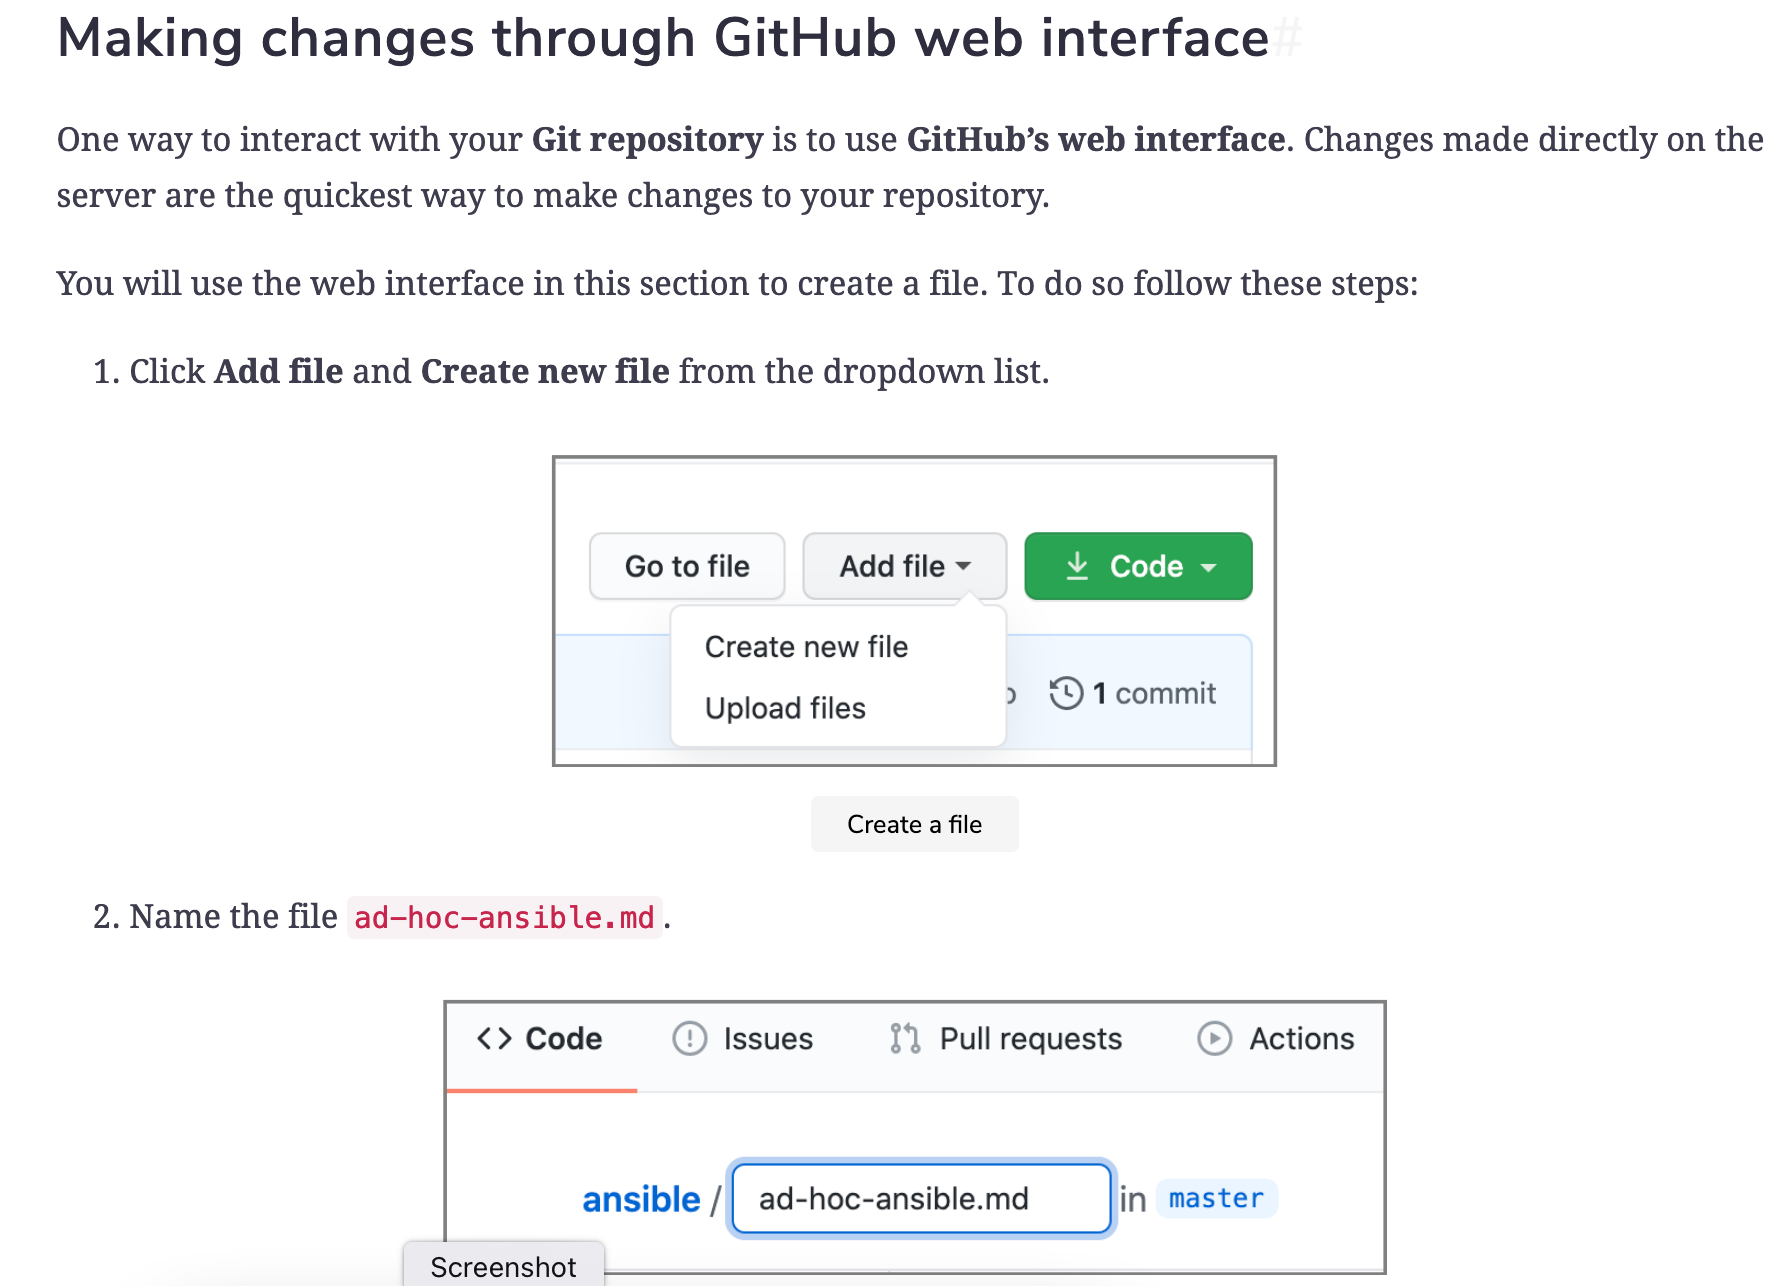 Making changes through GitHub web interface#
One way to interact with your Git repository is to use GitHub’s web interface. Changes made directly on the
server are the quickest way to make changes to your repository.
You will use the web interface in this section to create a file. To do so follow these steps:
1. Click Add file and Create new file from the dropdown list.
Go to file Add file Code
Create new file
1 commit
Upload files
Create a file
2. Name the file ad-hoc-ansible.md.
<> Code Issues Pull requests Actions
ansible / ad-hoc-ansible.md in master
Screenshot